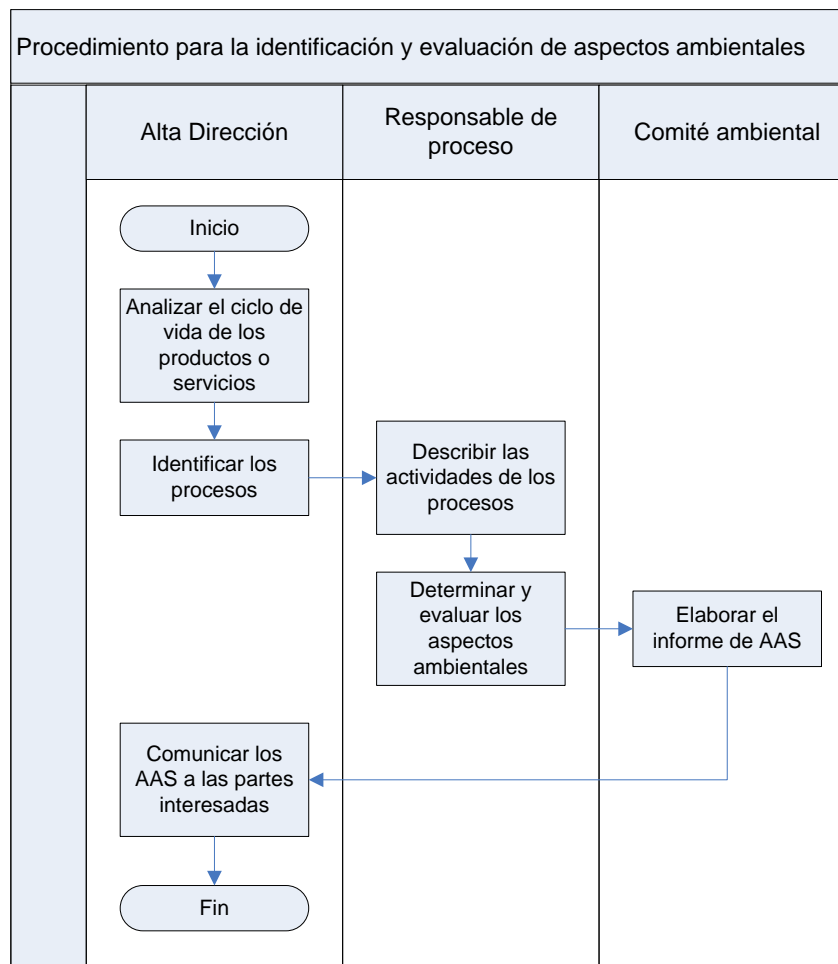 Procedimiento para la identificación y evaluación de aspectos ambientales
Alta Dirección
Responsable de
proceso
Comité ambiental
Inicio
Analizar el ciclo de
vida de los
productos o
servicios
Identificar los
procesos
Describir las
actividades de los
procesos
Determinar y
evaluar los
aspectos
ambientales
Elaborar el
informe de AAS
Comunicar los
AAS a las partes
interesadas
Fin